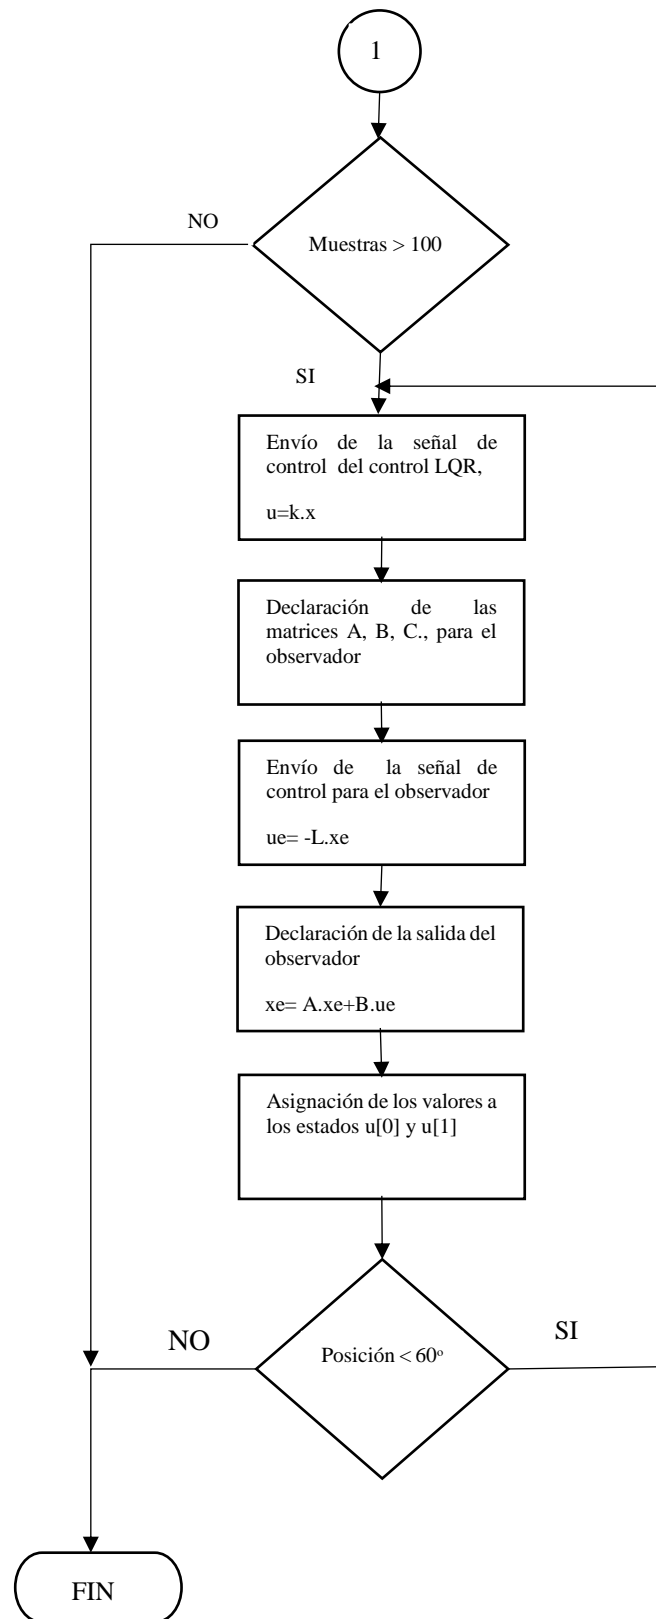 1
NO
Muestras > 100
SI
Envío de la señal de
control del control LQR,
u=k.x
Declaración de las
matrices A, B, C., para el
observador
Envío de la señal de
control para el observador
ue= -L.xe
Declaración de la salida del
observador
xe= A.xe+B.ue
Asignación de los valores a
los estados u[0] y u[1]
NO
Posición < 60º
SI
FIN